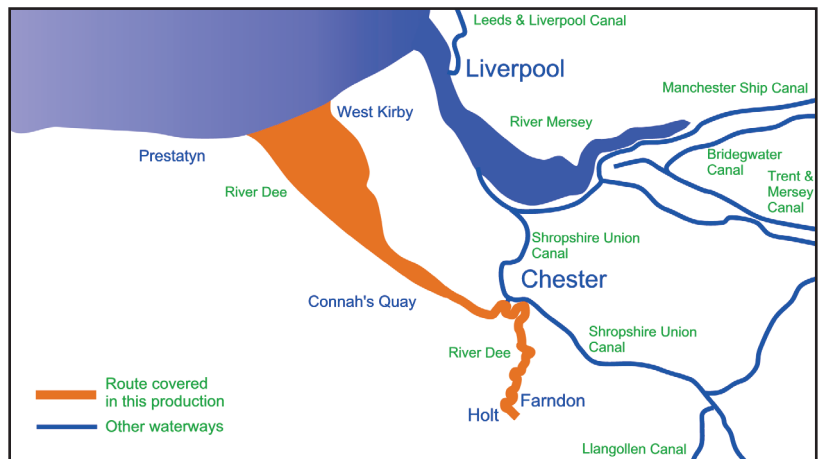 Leeds & Liverpool Canal
Liverpool
Manchester Ship Canal
West Kirby
River Mersey
Prestatyn
Bridegwater
Canal
Trent &
Mersey
Canal
River Dee
Shropshire Union
Canal
Chester
Connah's Quay
Shropshire Union
Canal
River Dee
Route covered
in this production
Farndon
Holt
Other waterways
Llangollen Canal